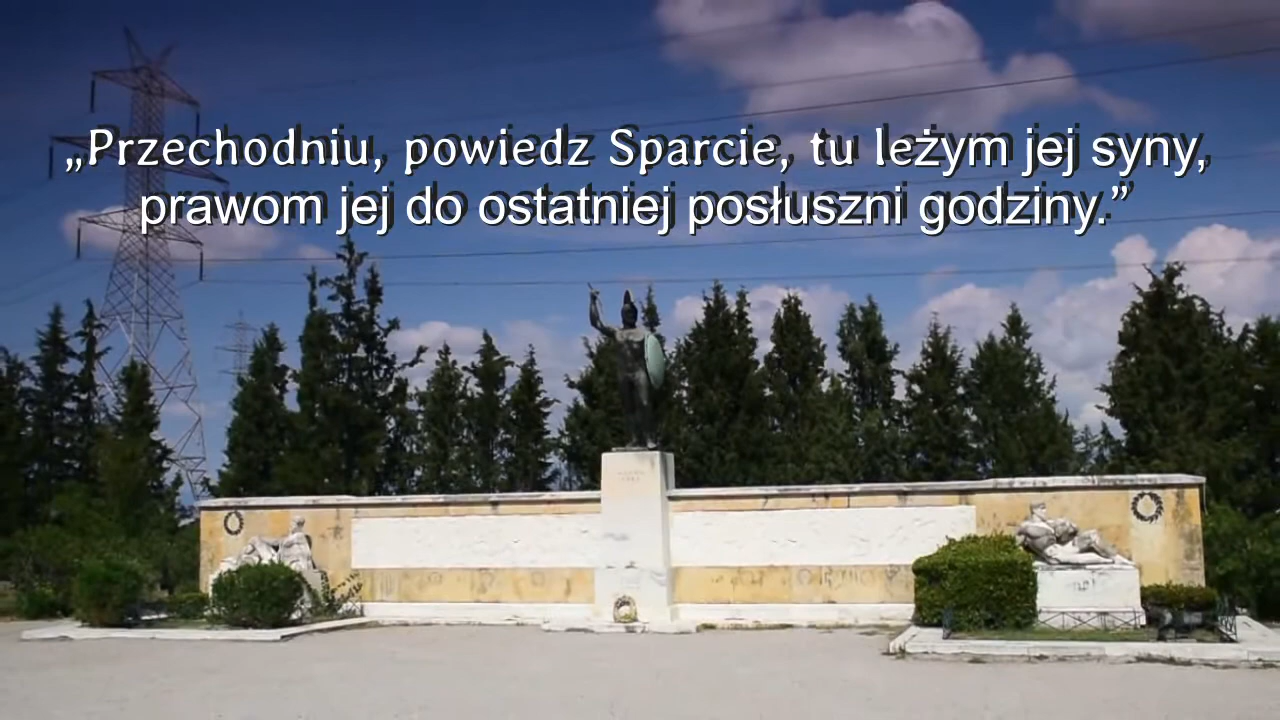 „Przechodniu, powiedz Sparcie, tu leżym jej syny,
prawom jej do ostatniej posłuszni godziny.”